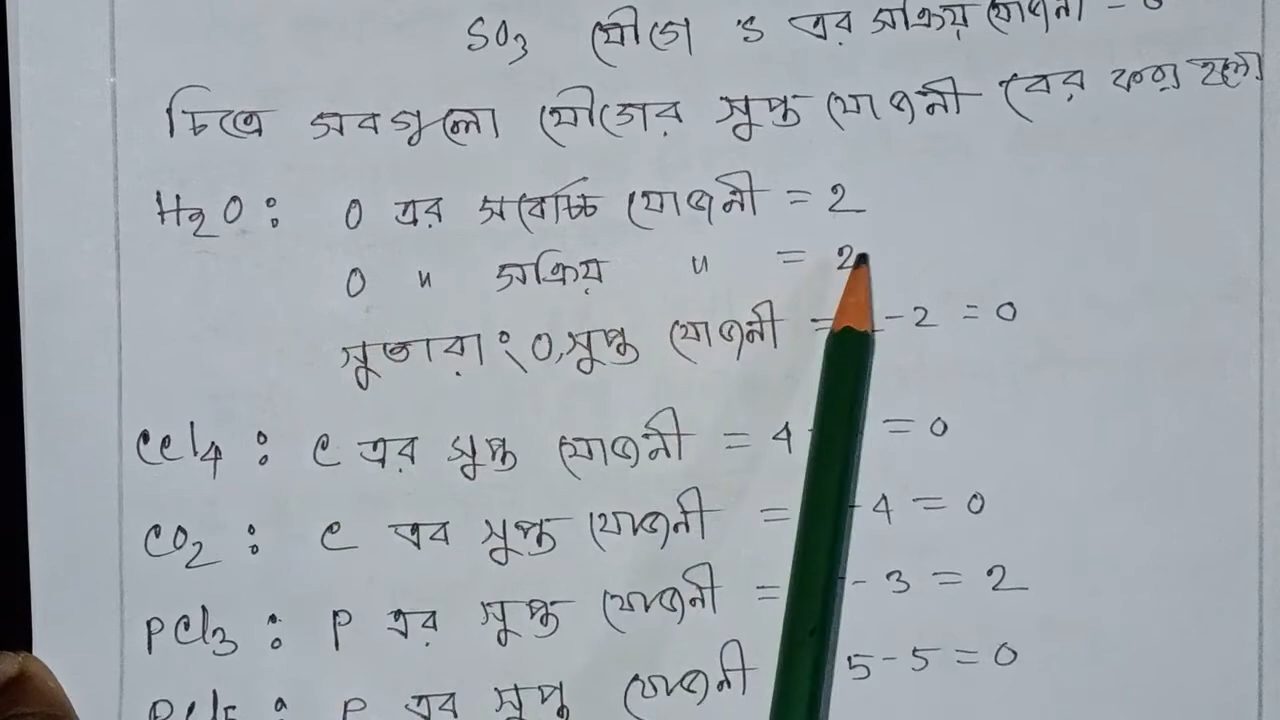 SO3 যৌগে S এর সক্রিয় যোজনী =
চিত্রে সবগুলো যৌগের সুপ্ত যোজনী বের করা হলো
H2O : O এর সর্বোচ্চ যোজনী = 2
O " সক্রিয় " = 2
সুতারাং O, সুপ্ত যোজনী = - 2 = 0
CCl4 : C এর সুপ্ত যোজনী = 4 = 0
CO2 : C এর সুপ্ত যোজনী = - 4 = 0
PCl3 : P এর সুপ্ত যোজনী = - 3 = 2
PCl5 : P এর সুপ্ত যোজনী 5 - 5 = 0